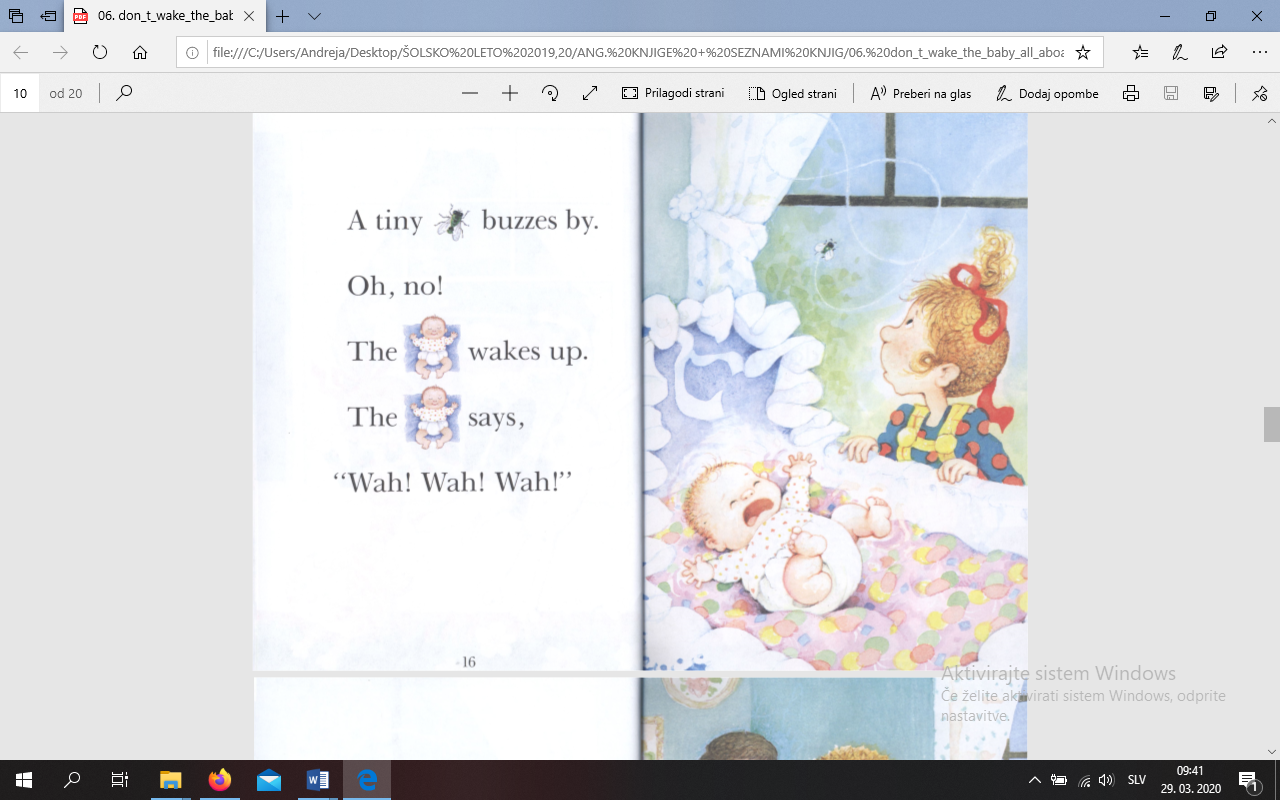 06. don_t_wake_the_bab
file:///C:/Users/Andreja/Desktop/ŠOLSKO%20LETO%202019,20/ANG.%20KNJIGE%20+%20SEZNAMI%20KNJIG/06.%20don_t_wake_the_baby_all_aboa
10 od 20 Prilagodi strani Ogled strani Preberi na glas Dodaj opombe
A tiny buzzes by.
Oh, no!
The wakes up.
The says,
“Wah! Wah! Wah!”
16
Aktivirajte sistem Windows
Če želite aktivirati sistem Windows, odprite
nastavitve.
SLV
09:41
29. 03. 2020
1